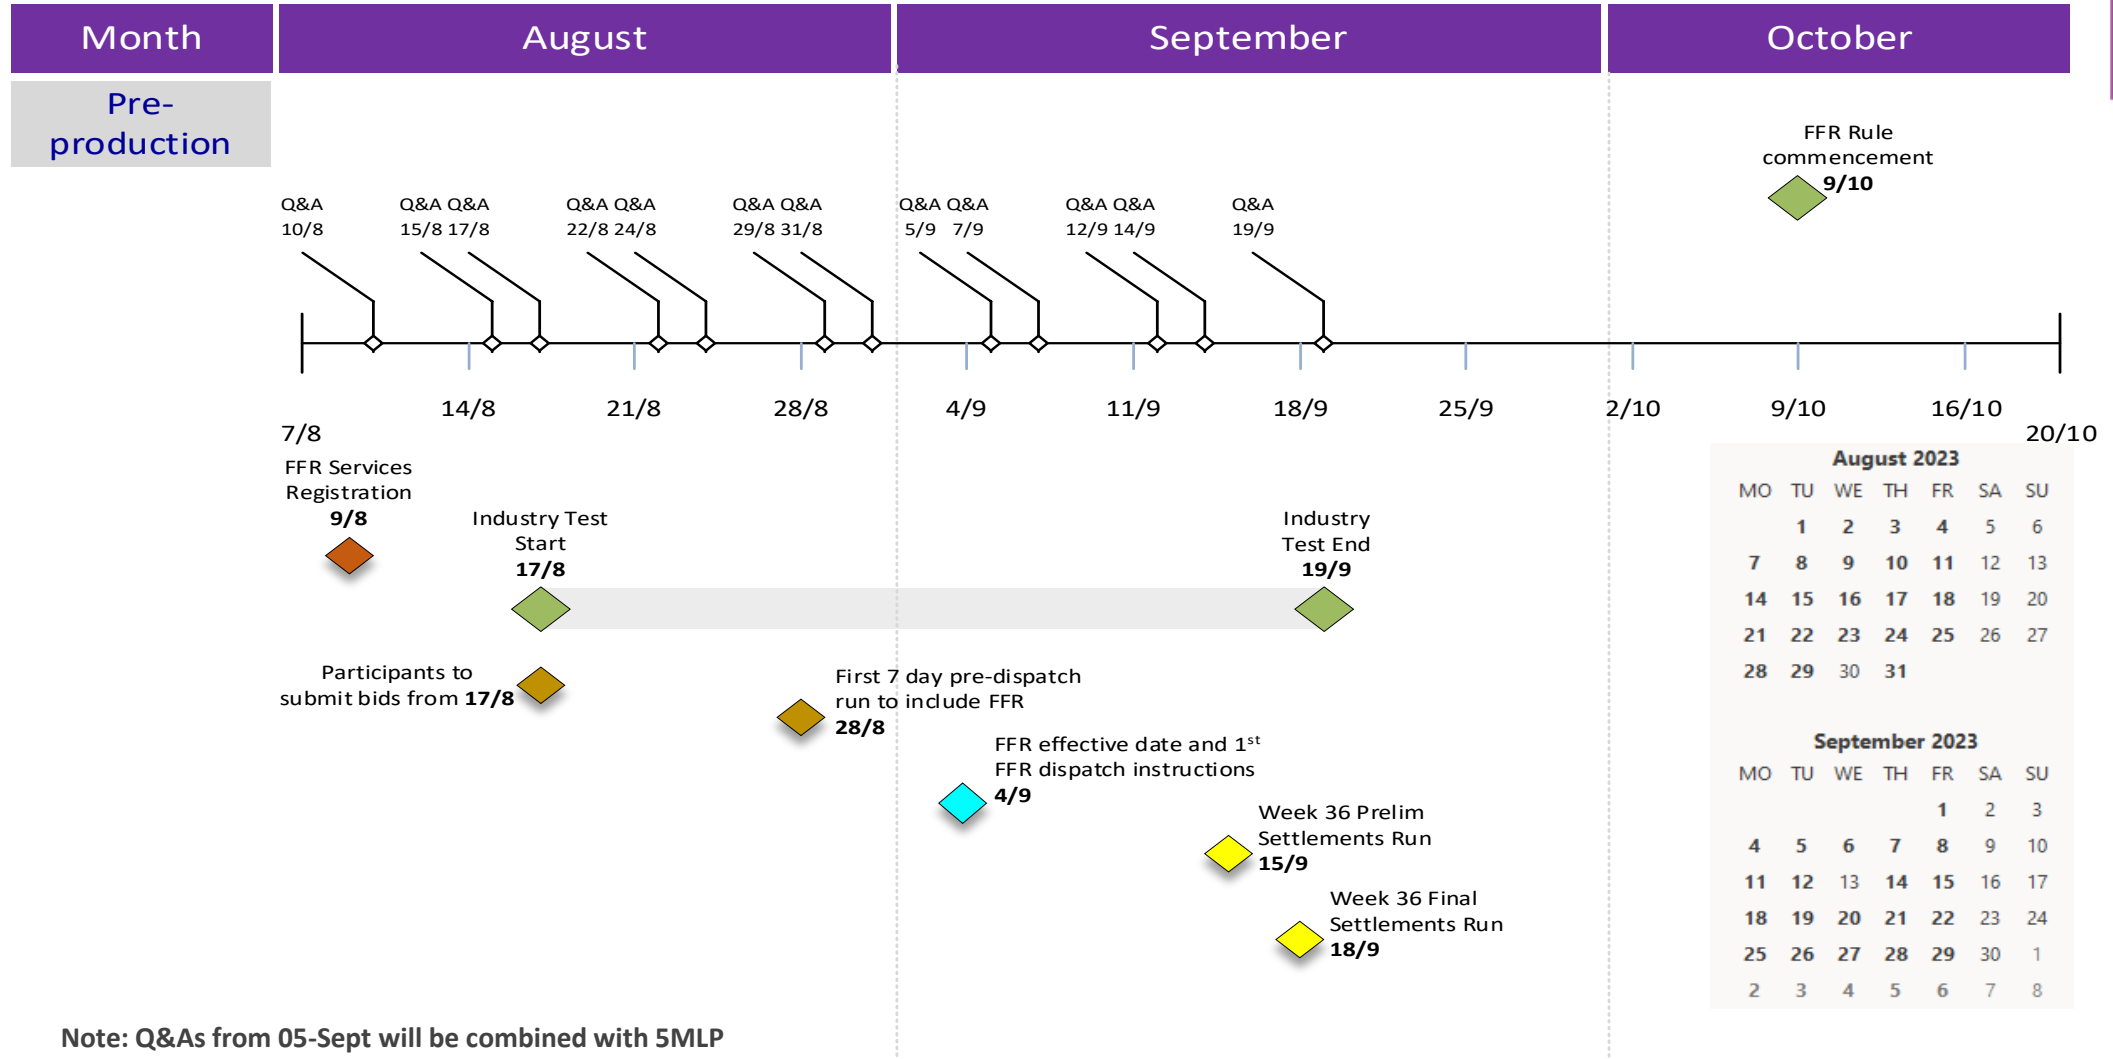 Month August September October
Pre-
production
FFR Rule
commencement
9/10
Q&A Q&A Q&A Q&A Q&A Q&A Q&A Q&A Q&A Q&A Q&A Q&A
10/8 15/8 17/8 22/8 24/8 29/8 31/8 5/9 7/9 12/9 14/9 19/9
14/8 21/8 28/8 4/9 11/9 18/9 25/9 2/10 9/10 16/10
7/8 20/10
FFR Services
Registration
9/8
Industry Test
Start
17/8
Industry
Test End
19/9
Participants to
submit bids from 17/8
First 7 day pre-dispatch
run to include FFR
28/8
FFR effective date and 1st
FFR dispatch instructions
4/9
Week 36 Prelim
Settlements Run
15/9
Week 36 Final
Settlements Run
18/9
August 2023
MO TU WE TH FR SA SU
1 2 3 4 5 6
7 8 9 10 11 12 13
14 15 16 17 18 19 20
21 22 23 24 25 26 27
28 29 30 31
September 2023
MO TU WE TH FR SA SU
1 2 3
4 5 6 7 8 9 10
11 12 13 14 15 16 17
18 19 20 21 22 23 24
25 26 27 28 29 30 1
2 3 4 5 6 7 8
Note: Q&As from 05-Sept will be combined with 5MLP